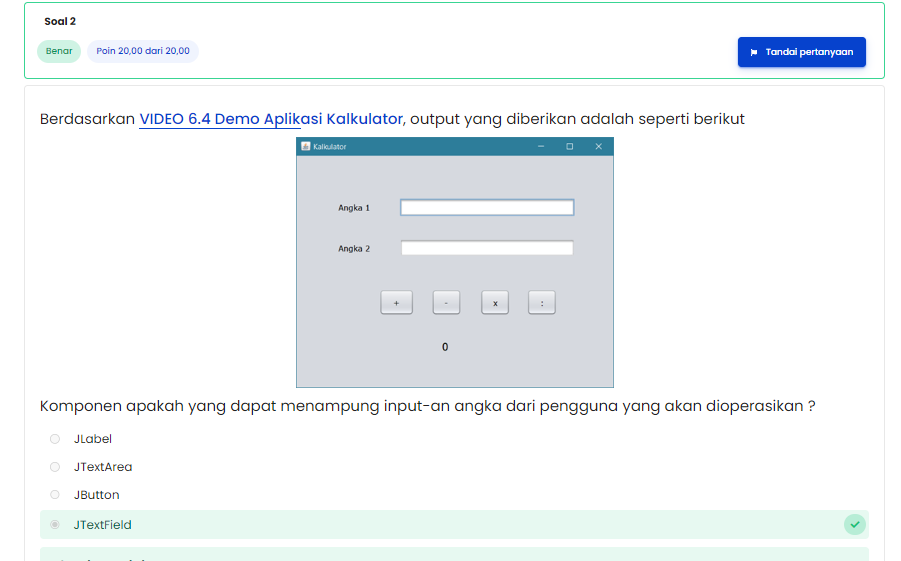 Soal 2
Benar Poin 20,00 dari 20,00 Tandai pertanyaan
Berdasarkan VIDEO 6.4 Demo Aplikasi Kalkulator, output yang diberikan adalah seperti berikut
Kalkulator
Angka 1
Angka 2
+ - x :
0
Komponen apakah yang dapat menampung input-an angka dari pengguna yang akan dioperasikan ?
JLabel
JTextArea
JButton
JTextField